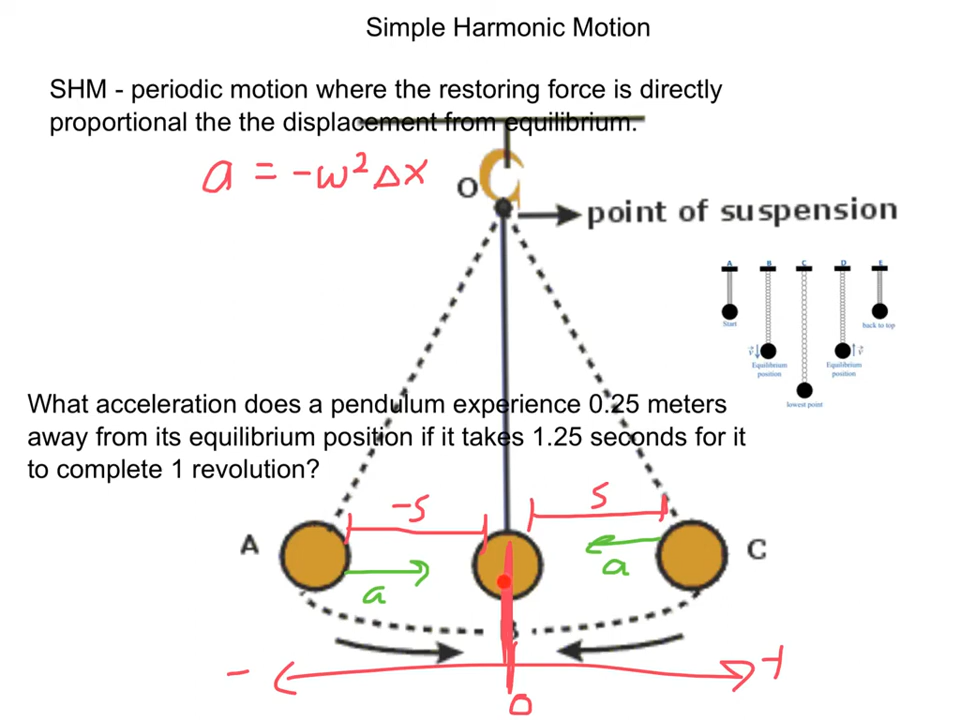 Simple Harmonic Motion
SHM - periodic motion where the restoring force is directly
proportional the the displacement from equilibrium.
a = -ω² Δx
O
point of suspension
A B C D E
Start
back to top
v⃗
Equilibrium
position
v⃗
Equilibrium
position
lowest point
What acceleration does a pendulum experience 0.25 meters
away from its equilibrium position if it takes 1.25 seconds for it
to complete 1 revolution?
-s
s
A
C
a
a
B
- +
0